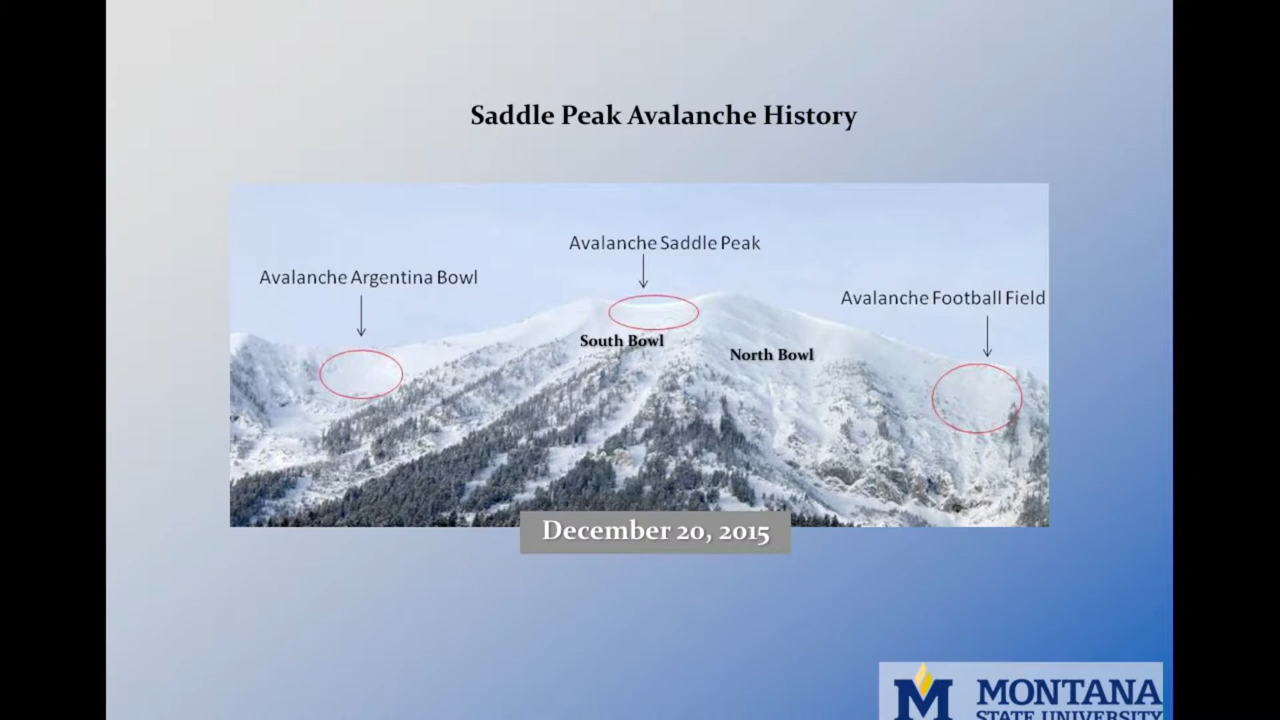 Saddle Peak Avalanche History
Avalanche Saddle Peak
Avalanche Argentina Bowl
Avalanche Football Field
South Bowl
North Bowl
December 20, 2015
M MONTANA
STATE UNIVERSITY